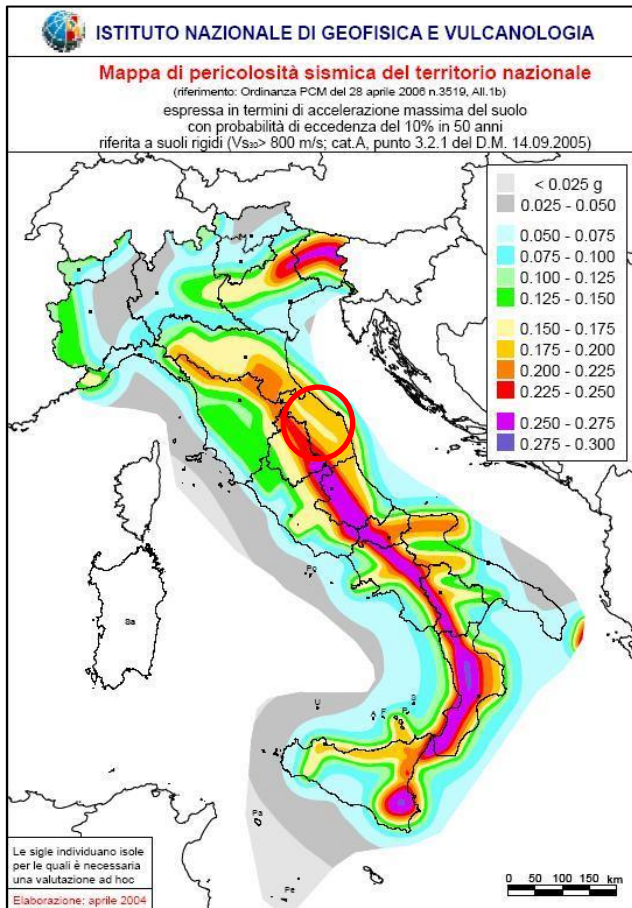 ISTITUTO NAZIONALE DI GEOFISICA E VULCANOLOGIA
Mappa di pericolosità sismica del territorio nazionale
(riferimento: Ordinanza PCM del 28 aprile 2006 n.3519, All.1b)
espressa in termini di accelerazione massima del suolo
con probabilità di eccedenza del 10% in 50 anni
riferita a suoli rigidi (Vs30> 800 m/s; cat.A, punto 3.2.1 del D.M. 14.09.2005)
< 0.025 g
0.025 - 0.050
0.050 - 0.075
0.075 - 0.100
0.100 - 0.125
0.125 - 0.150
0.150 - 0.175
0.175 - 0.200
0.200 - 0.225
0.225 - 0.250
0.250 - 0.275
0.275 - 0.300
Po
Sa
U
A
F
P
S
Pa
Pe
Le sigle individuano isole
per le quali è necessaria
una valutazione ad hoc
Elaborazione: aprile 2004
0 50 100 150 km